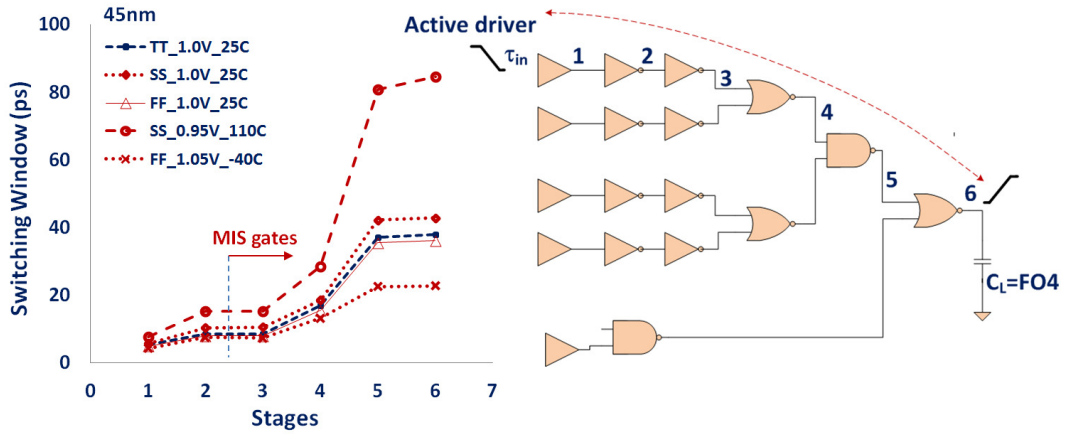 45nm
TT_1.0V_25C
SS_1.0V_25C
FF_1.0V_25C
SS_0.95V_110C
FF_1.05V_-40C
MIS gates
Switching Window (ps)
100
80
60
40
20
0
0 1 2 3 4 5 6 7
Stages
Active driver
τin
1 2 3 4 5 6
CL=FO4